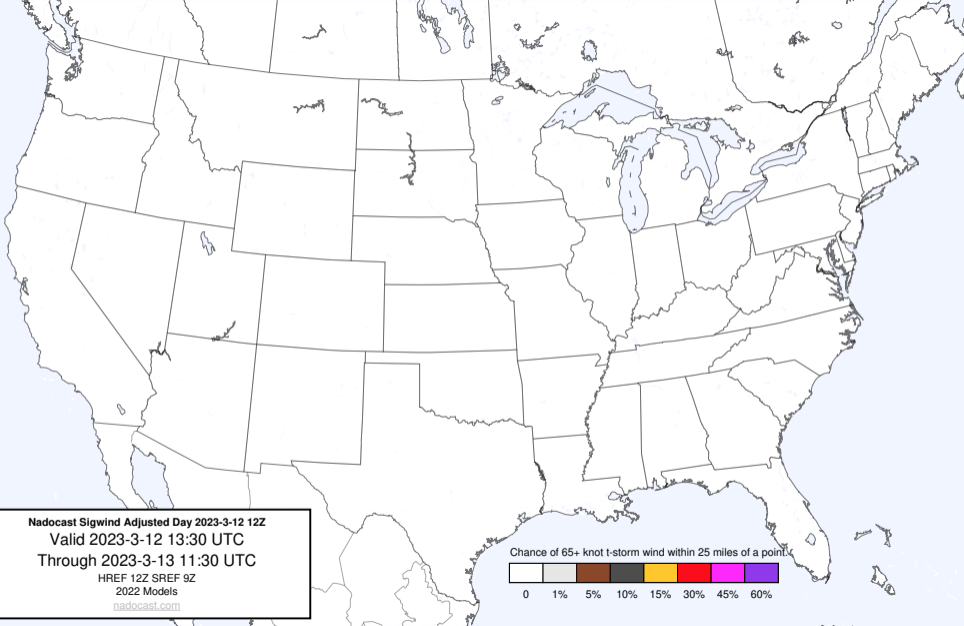 Nadocast Sigwind Adjusted Day 2023-3-12 12Z
Valid 2023-3-12 13:30 UTC
Through 2023-3-13 11:30 UTC
HREF 12Z SREF 9Z
2022 Models
nadocast.com
Chance of 65+ knot t-storm wind within 25 miles of a point.
0 1% 5% 10% 15% 30% 45% 60%